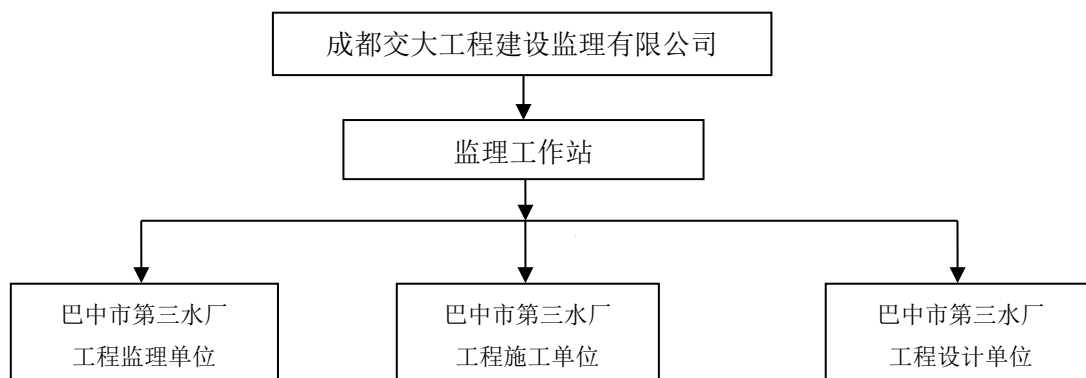 成都交大工程建设监理有限公司
监理工作站
巴中市第三水厂
工程监理单位
巴中市第三水厂
工程施工单位
巴中市第三水厂
工程设计单位